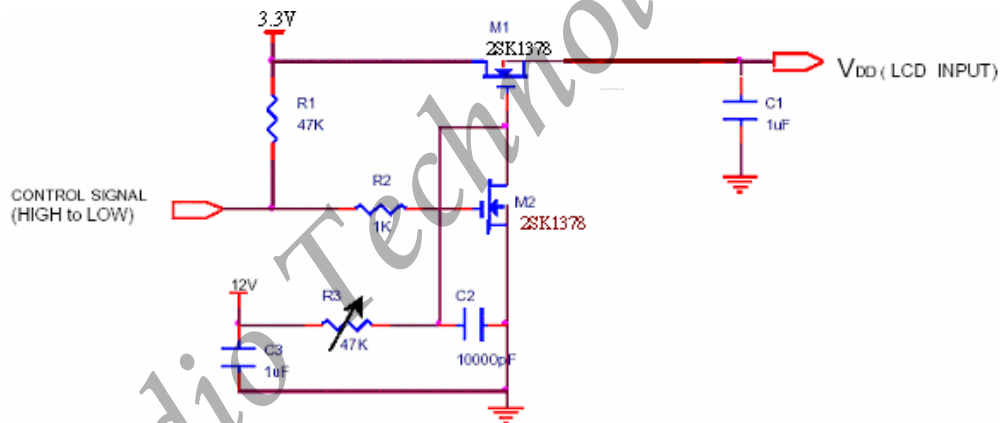 3.3V
M1
2SK1378
VDD ( LCD INPUT)
R1
47K
C1
1uF
CONTROL SIGNAL
(HIGH to LOW)
R2
1K
M2
2SK1378
12V
R3
47K
C2
10000pF
C3
1uF